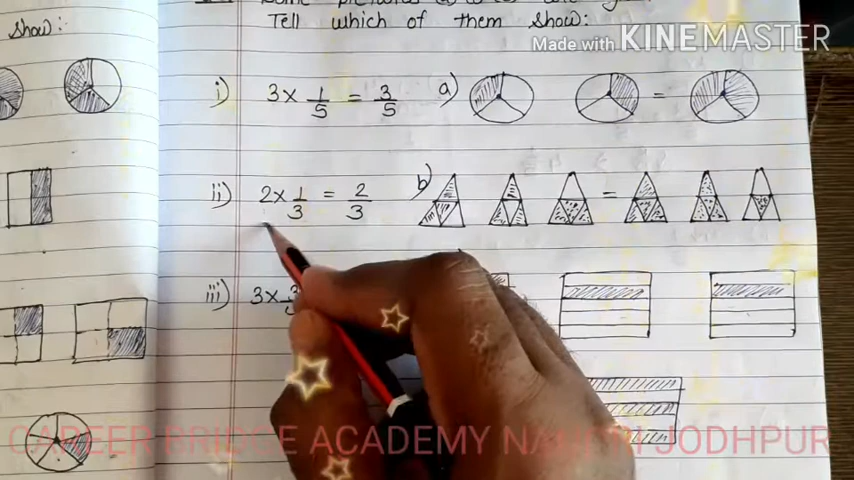 show:
Tell which of them show:
Made with KINEMASTER
i) 3 × 1/5 = 3/5 a) =
ii) 2 × 1/3 = 2/3 b) =
iii) 3 ×
CAREER BRIDGE ACADEMY NANDRI JODHPUR